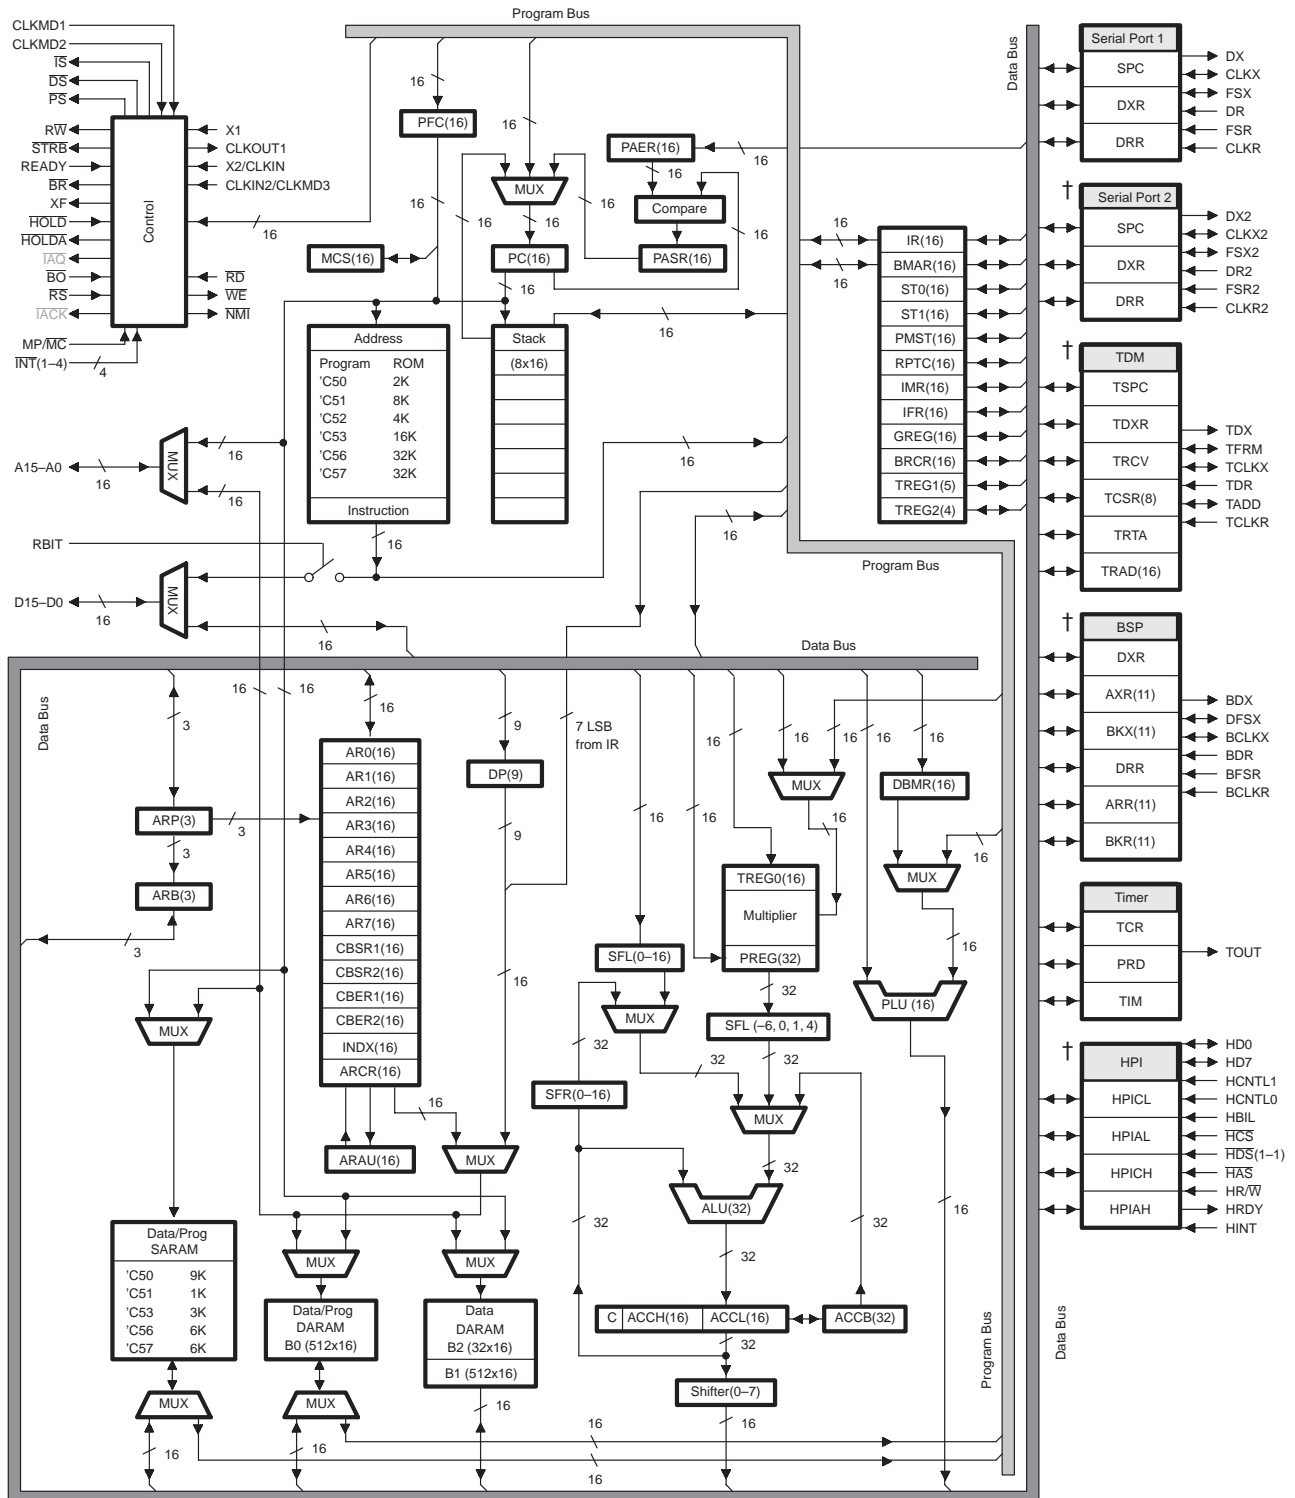 Program Bus
CLKMD1
CLKMD2
IS
DS
PS
RW
STRB
READY
BR
XF
HOLD
HOLDA
IAQ
BO
RS
IACK
MP/MC
INT(1–4)
4
Control
X1
CLKOUT1
X2/CLKIN
CLKIN2/CLKMD3
RD
WE
NMI
16
16
PFC(16)
16
MCS(16)
16
16
MUX
16
PC(16)
16
16
PAER(16)
16
16
Compare
PASR(16)
16
16
Address
Program ROM
'C50 2K
'C51 8K
'C52 4K
'C53 16K
'C56 32K
'C57 32K
Instruction
16
Stack
(8x16)
16
16
16
A15–A0
16
MUX
16
16
RBIT
D15–D0
16
MUX
16
16
16
IR(16)
BMAR(16)
ST0(16)
ST1(16)
PMST(16)
RPTC(16)
IMR(16)
IFR(16)
GREG(16)
BRCR(16)
TREG1(5)
TREG2(4)
Program Bus
Data Bus
Data Bus
Data Bus
16
16
3
ARP(3)
3
3
ARB(3)
3
16
AR0(16)
AR1(16)
AR2(16)
AR3(16)
AR4(16)
AR5(16)
AR6(16)
AR7(16)
CBSR1(16)
CBSR2(16)
CBER1(16)
CBER2(16)
INDX(16)
ARCR(16)
16
ARAU(16)
MUX
9
DP(9)
9
16
7 LSB
from IR
16
SFL(0–16)
MUX
32
SFR(0–16)
32
16
16
16
16
16
MUX
16
TREG0(16)
Multiplier
PREG(32)
32
SFL (–6, 0, 1, 4)
32
32
MUX
32
ALU(32)
32
32
C
ACCH(16)
ACCL(16)
ACCB(32)
32
Shifter(0–7)
16
16
16
DBMR(16)
16
MUX
16
PLU (16)
16
MUX
Data/Prog
SARAM
'C50 9K
'C51 1K
'C53 3K
'C56 6K
'C57 6K
MUX
16
MUX
Data/Prog
DARAM
B0 (512x16)
MUX
16
MUX
Data
DARAM
B2 (32x16)
B1 (512x16)
16
16
16
Program Bus
Data Bus
Serial Port 1
SPC
DXR
DRR
DX
CLKX
FSX
DR
FSR
CLKR
†
Serial Port 2
SPC
DXR
DRR
DX2
CLKX2
FSX2
DR2
FSR2
CLKR2
†
TDM
TSPC
TDXR
TRCV
TCSR(8)
TRTA
TRAD(16)
TDX
TFRM
TCLKX
TDR
TADD
TCLKR
†
BSP
DXR
AXR(11)
BKX(11)
DRR
ARR(11)
BKR(11)
BDX
DFSX
BCLKX
BDR
BFSR
BCLKR
Timer
TCR
PRD
TIM
TOUT
†
HPI
HPICL
HPIAL
HPICH
HPIAH
HD0
HD7
HCNTL1
HCNTL0
HBIL
HCS
HDS(1–1)
HAS
HR/W
HRDY
HINT